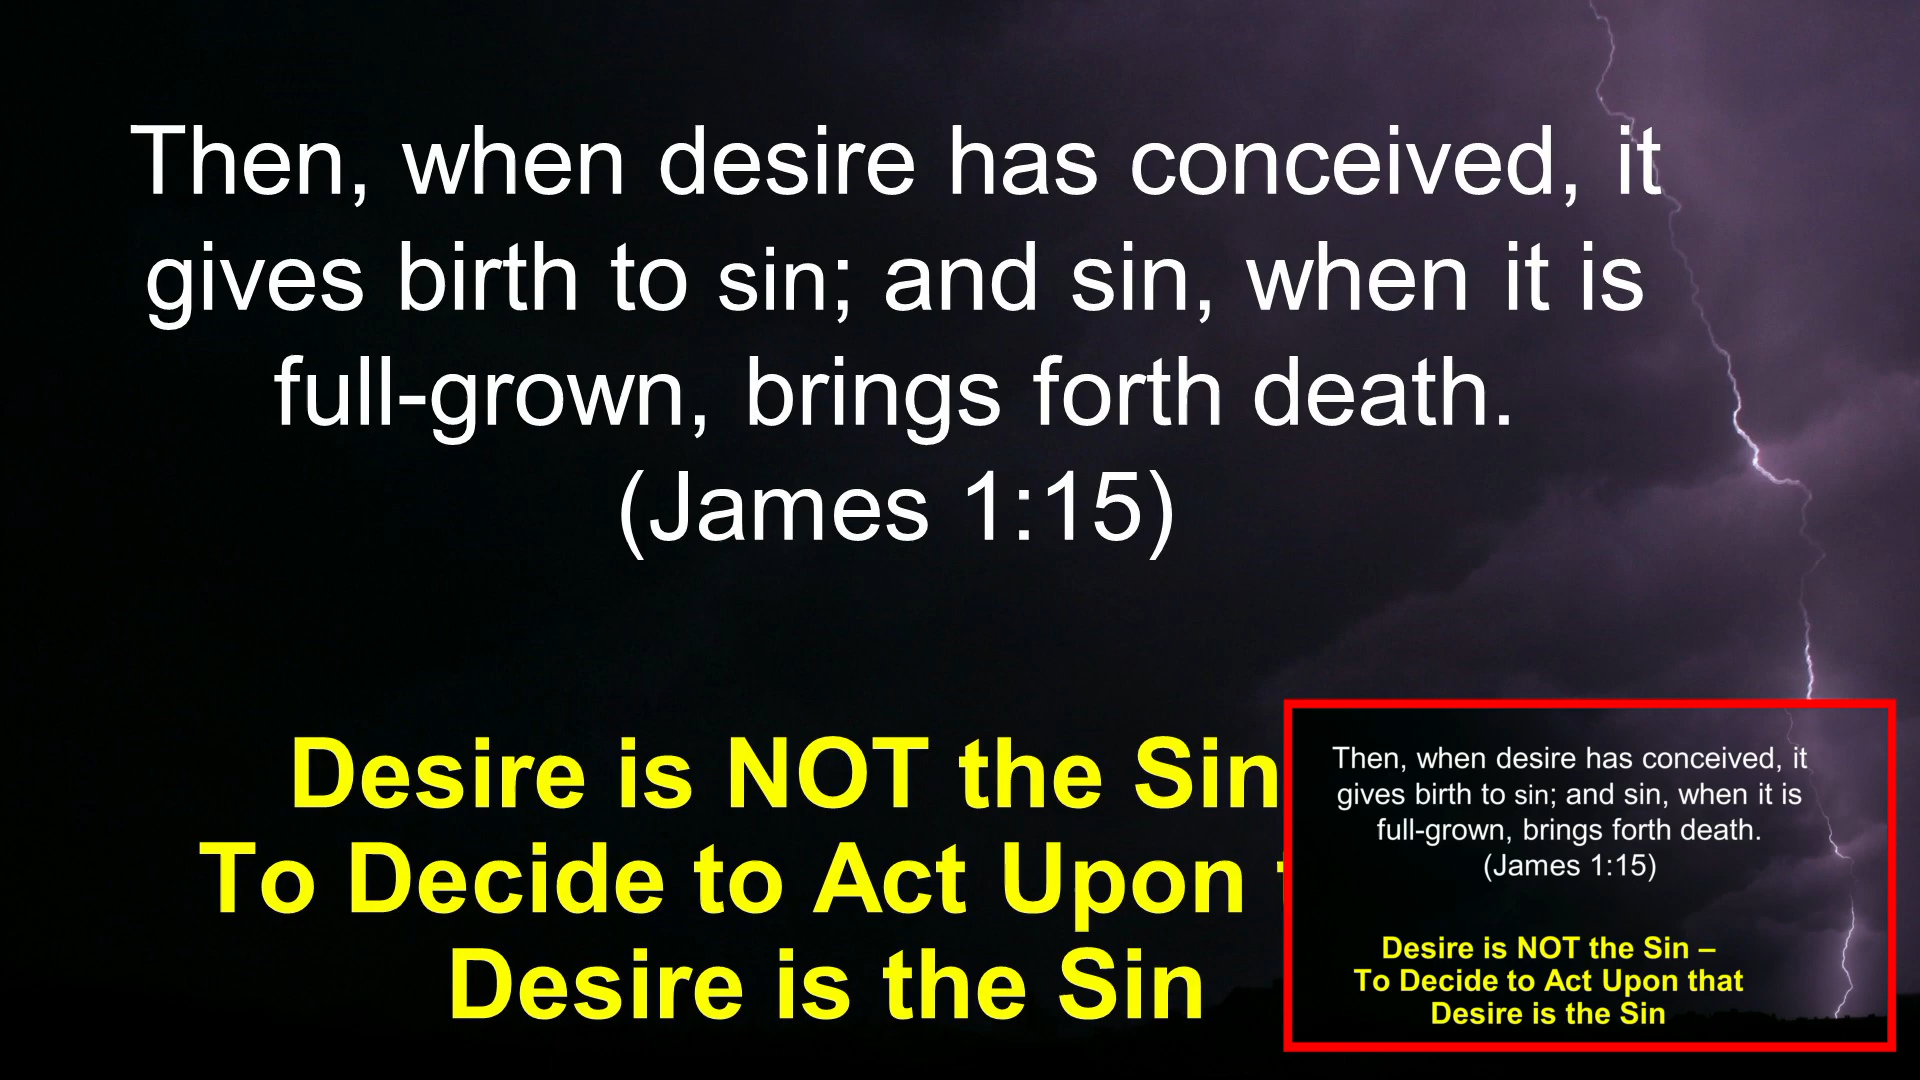 Then, when desire has conceived, it
gives birth to sin; and sin, when it is
full-grown, brings forth death.
(James 1:15)
Desire is NOT the Sin
To Decide to Act Upon
Desire is the Sin
Then, when desire has conceived, it
gives birth to sin; and sin, when it is
full-grown, brings forth death.
(James 1:15)
Desire is NOT the Sin –
To Decide to Act Upon that
Desire is the Sin